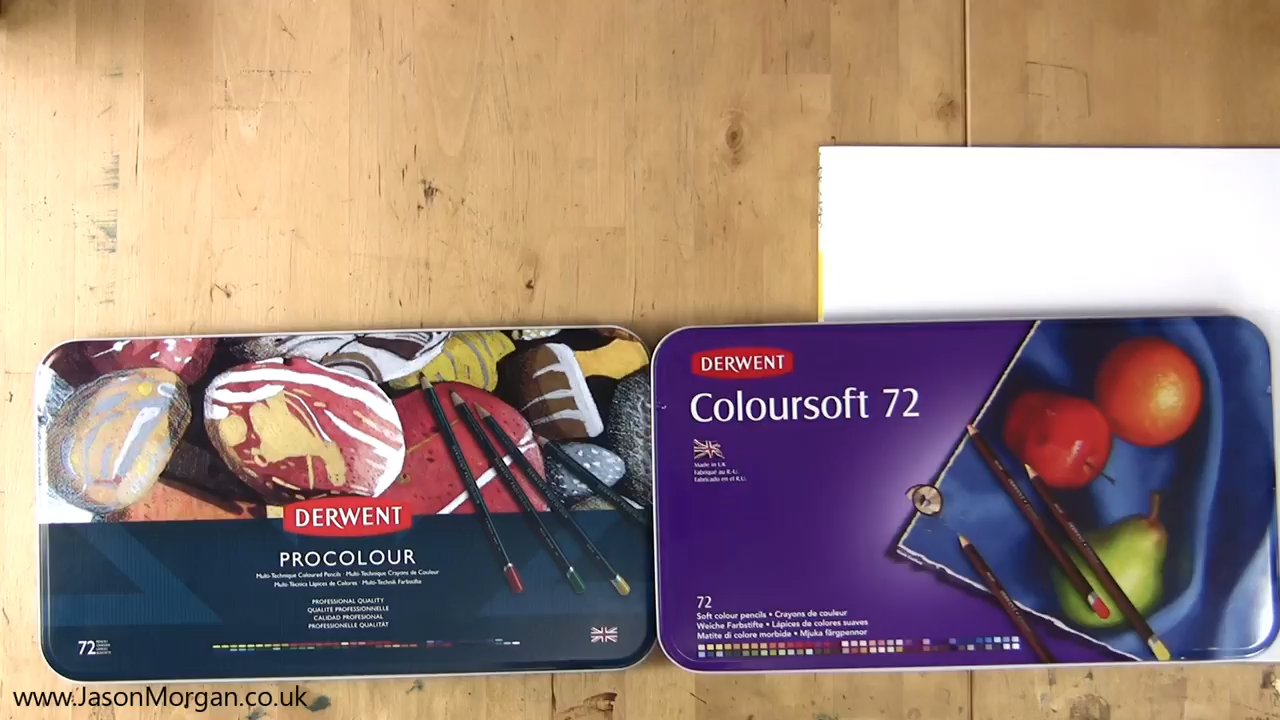 DERWENT
PROCOLOUR
Multi-Technique Coloured Pencils · Multi-Technique Crayons de Couleur
Multi-Técnica Lápices de Colores · Multi-Technik Farbstifte
PROFESSIONAL QUALITY
QUALITÉ PROFESSIONNELLE
CALIDAD PROFESIONAL
PROFESSIONELLE QUALITÄT
72
DERWENT
Coloursoft 72
Made in U.K
Fabriqué au R.-U.
Fabricado en el R.U.
72
Soft colour pencils • Crayons de couleur
Weiche Farbstifte • Lápices de colores suaves
Matite di colore morbide • Mjuka färgpennor
www.JasonMorgan.co.uk